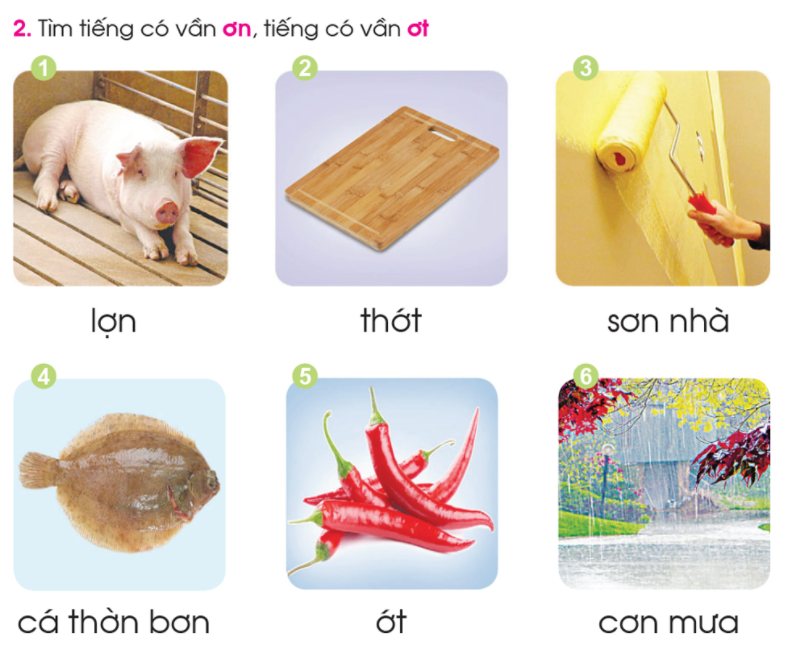 2. Tìm tiếng có vần ơn, tiếng có vần ơt
1 2 3
lợn thớt sơn nhà
4 5 6
cá thờn bơn ớt cơn mưa